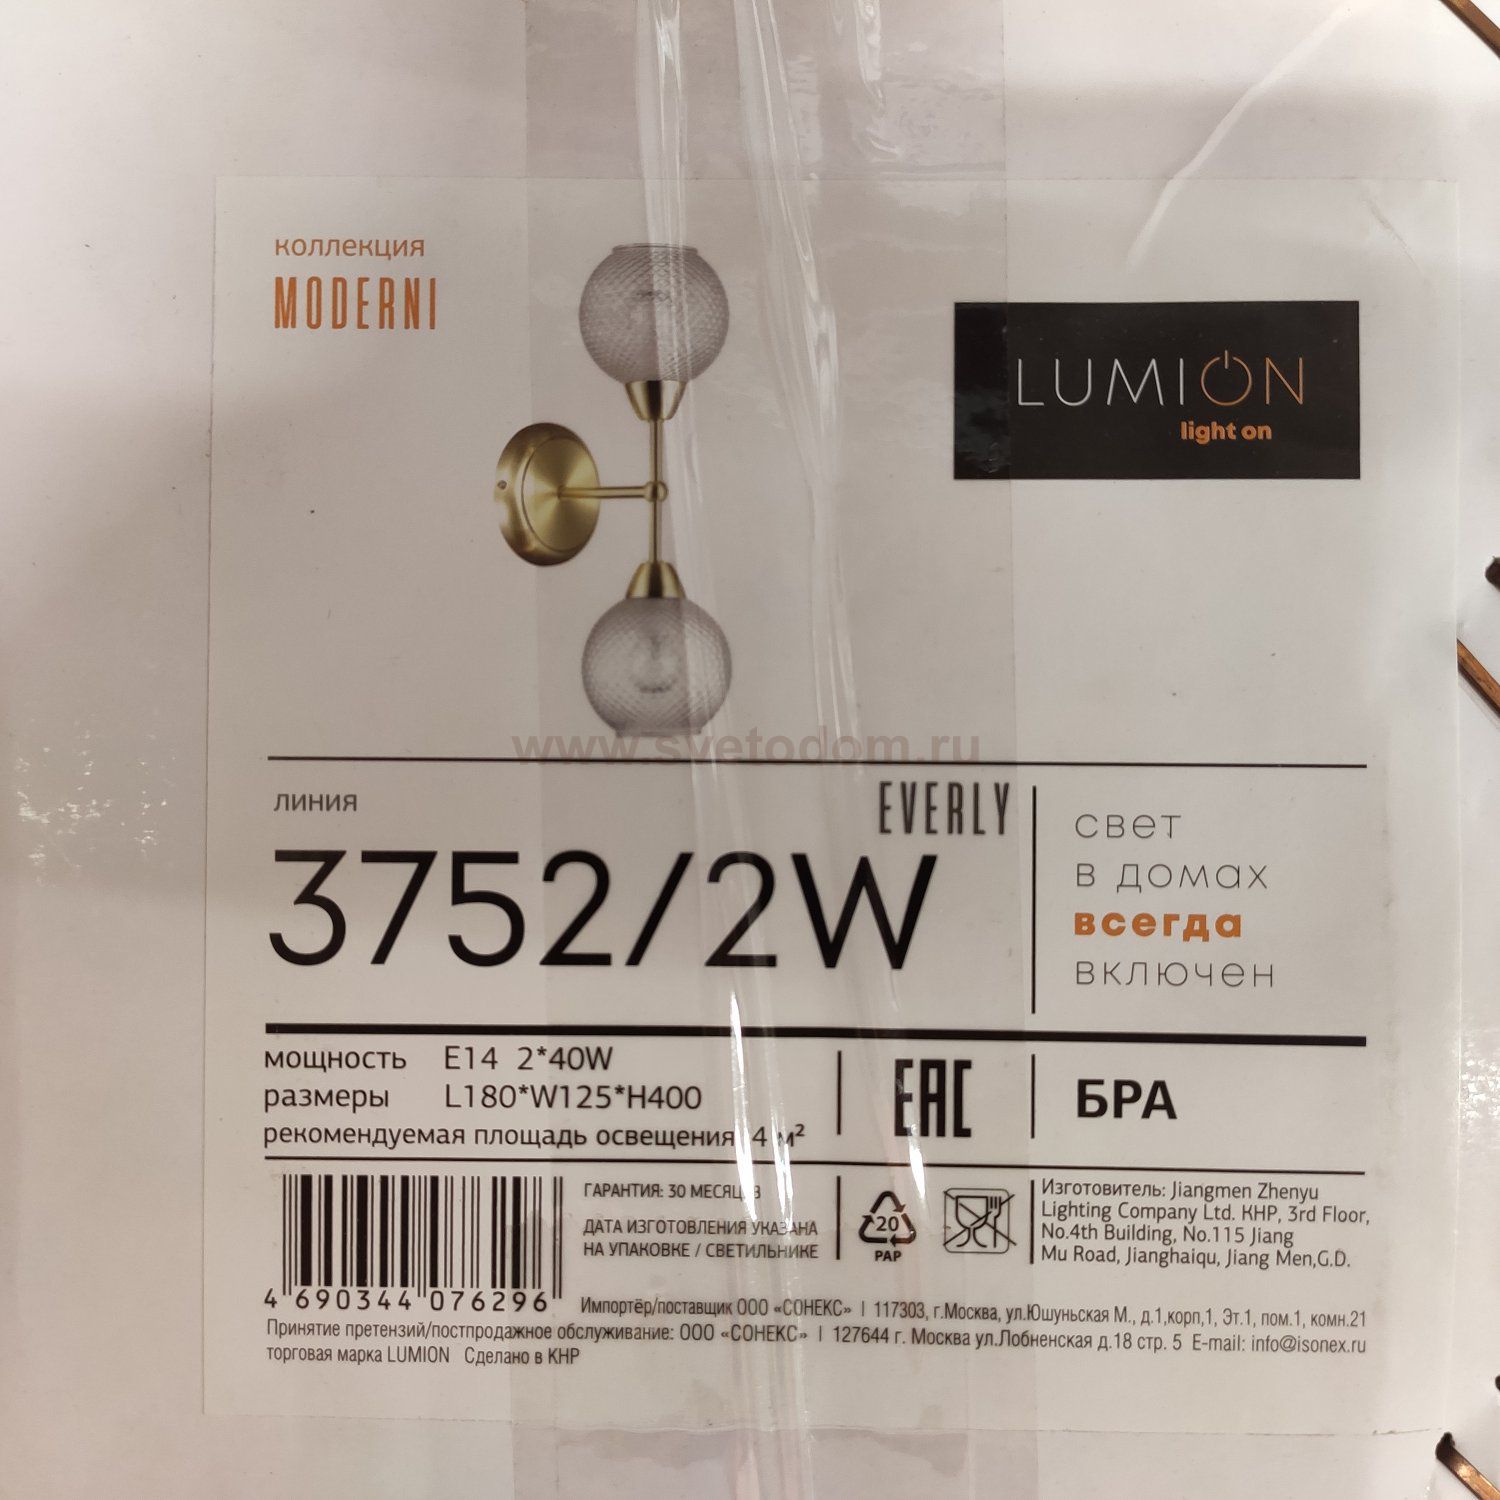 коллекция
MODERNI
LUMION
light on
www.svetodom.ru
линия
EVERLY
3752/2W
свет
в домах
всегда
включен
мощность E14 2*40W
размеры L180*W125*H400
рекомендуемая площадь освещения 4 м²
EAC
БРА
ГАРАНТИЯ: 30 МЕСЯЦЕВ
ДАТА ИЗГОТОВЛЕНИЯ УКАЗАНА
НА УПАКОВКЕ / СВЕТИЛЬНИКЕ
20
PAP
Изготовитель: Jiangmen Zhenyu
Lighting Company Ltd. КНР, 3rd Floor,
No.4th Building, No.115 Jiang
Mu Road, Jianghaiqu, Jiang Men,G.D.
4 690344 076296
Импортёр/поставщик ООО «СОНЕКС» | 117303, г.Москва, ул.Юшуньская М., д.1,корп,1, Эт.1, пом.1, комн.21
Принятие претензий/постпродажное обслуживание: ООО «СОНЕКС» | 127644 г. Москва ул.Лобненская д.18 стр. 5 E-mail: info@isonex.ru
торговая марка LUMION Сделано в КНР